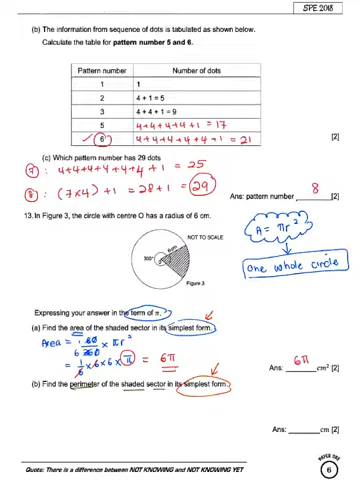 SPE 2018
(b) The information from sequence of dots is tabulated as shown below.
Calculate the table for pattern number 5 and 6.
Pattern number Number of dots
1 1
2 4 + 1 = 5
3 4 + 4 + 1 = 9
5 4+4+4+4+1 = 17
✓ 6 4+4+4+4+4+1 = 21
[2]
(c) Which pattern number has 29 dots
7 : 4+4+4+4+4+4+1 = 25
8 : (7×4) +1 = 28+1 = 29
Ans: pattern number 8 [2]
13. In Figure 3, the circle with centre O has a radius of 6 cm.
NOT TO SCALE
A = πr²
300°
6 cm
one whole circle
Figure 3
Expressing your answer in the term of π.
(a) Find the area of the shaded sector in its simplest form.
Area = 60/360 × πr²
6
= 1/6 × 6 × 6 × π = 6π
Ans: 6π cm² [2]
(b) Find the perimeter of the shaded sector in its simplest form.
Ans: ______ cm [2]
PAPER ONE
Quote: There is a difference between NOT KNOWING and NOT KNOWING YET
6